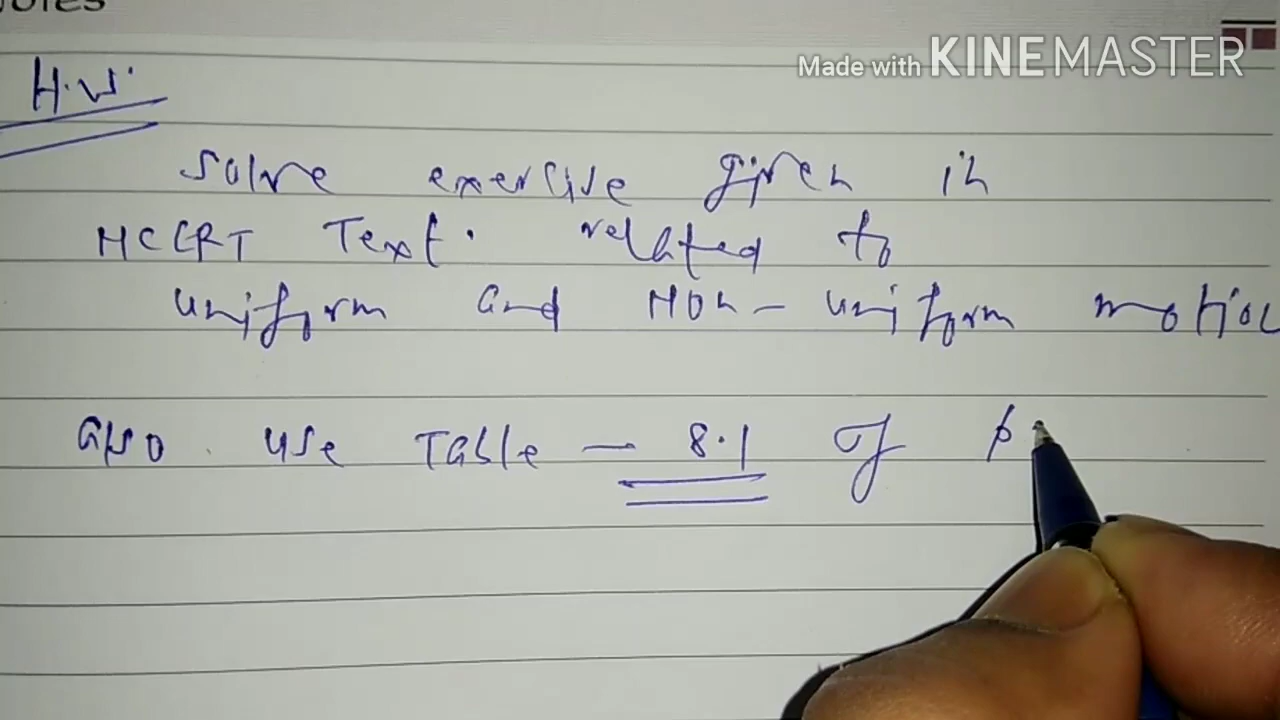 Notes
Made with KINEMASTER
H.W.
Solve exercise given in
NCERT Text. related to
uniform and Non - uniform motion
also use Table - 8.1 of p